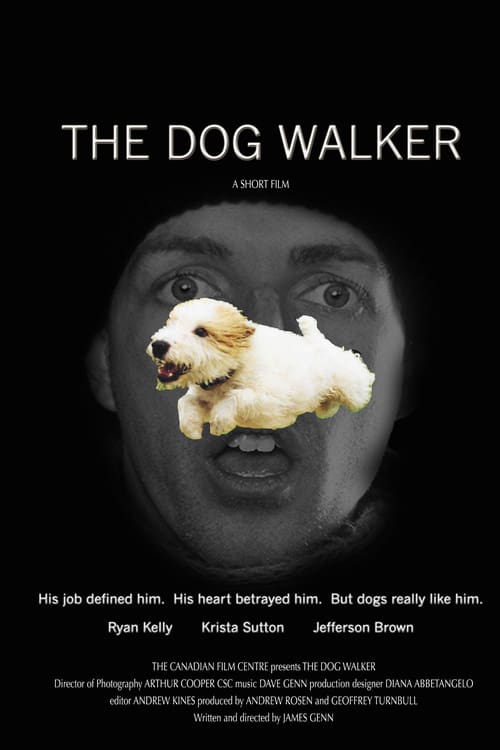 THE DOG WALKER
A SHORT FILM
His job defined him. His heart betrayed him. But dogs really like him.
Ryan Kelly Krista Sutton Jefferson Brown
THE CANADIAN FILM CENTRE presents THE DOG WALKER
Director of Photography ARTHUR COOPER CSC music DAVE GENN production designer DIANA ABBETANGELO
editor ANDREW KINES produced by ANDREW ROSEN and GEOFFREY TURNBULL
Written and directed by JAMES GENN